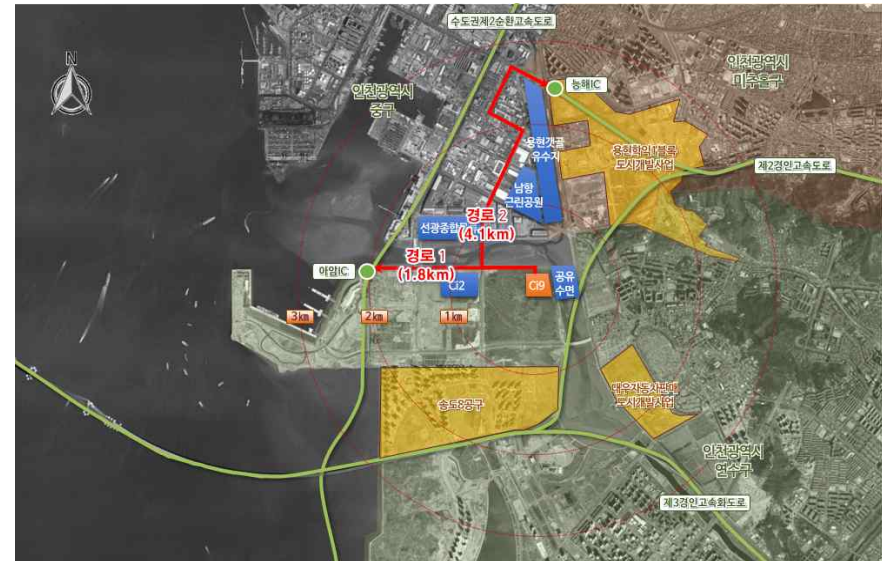 수도권제2순환고속도로
N
인천광역시
중구
능해IC
인천광역시
미추홀구
용현갯골
유수지
용현학익1블록
도시개발사업
제2경인고속도로
남항
근린공원
경로 2
(4.1km)
선광종합
경로 1
(1.8km)
아암IC
Ci2
Ci9
공유
수면
3㎞
2㎞
1㎞
송도9공구
대우자동차판매
도시개발사업
인천광역시
연수구
제3경인고속화도로